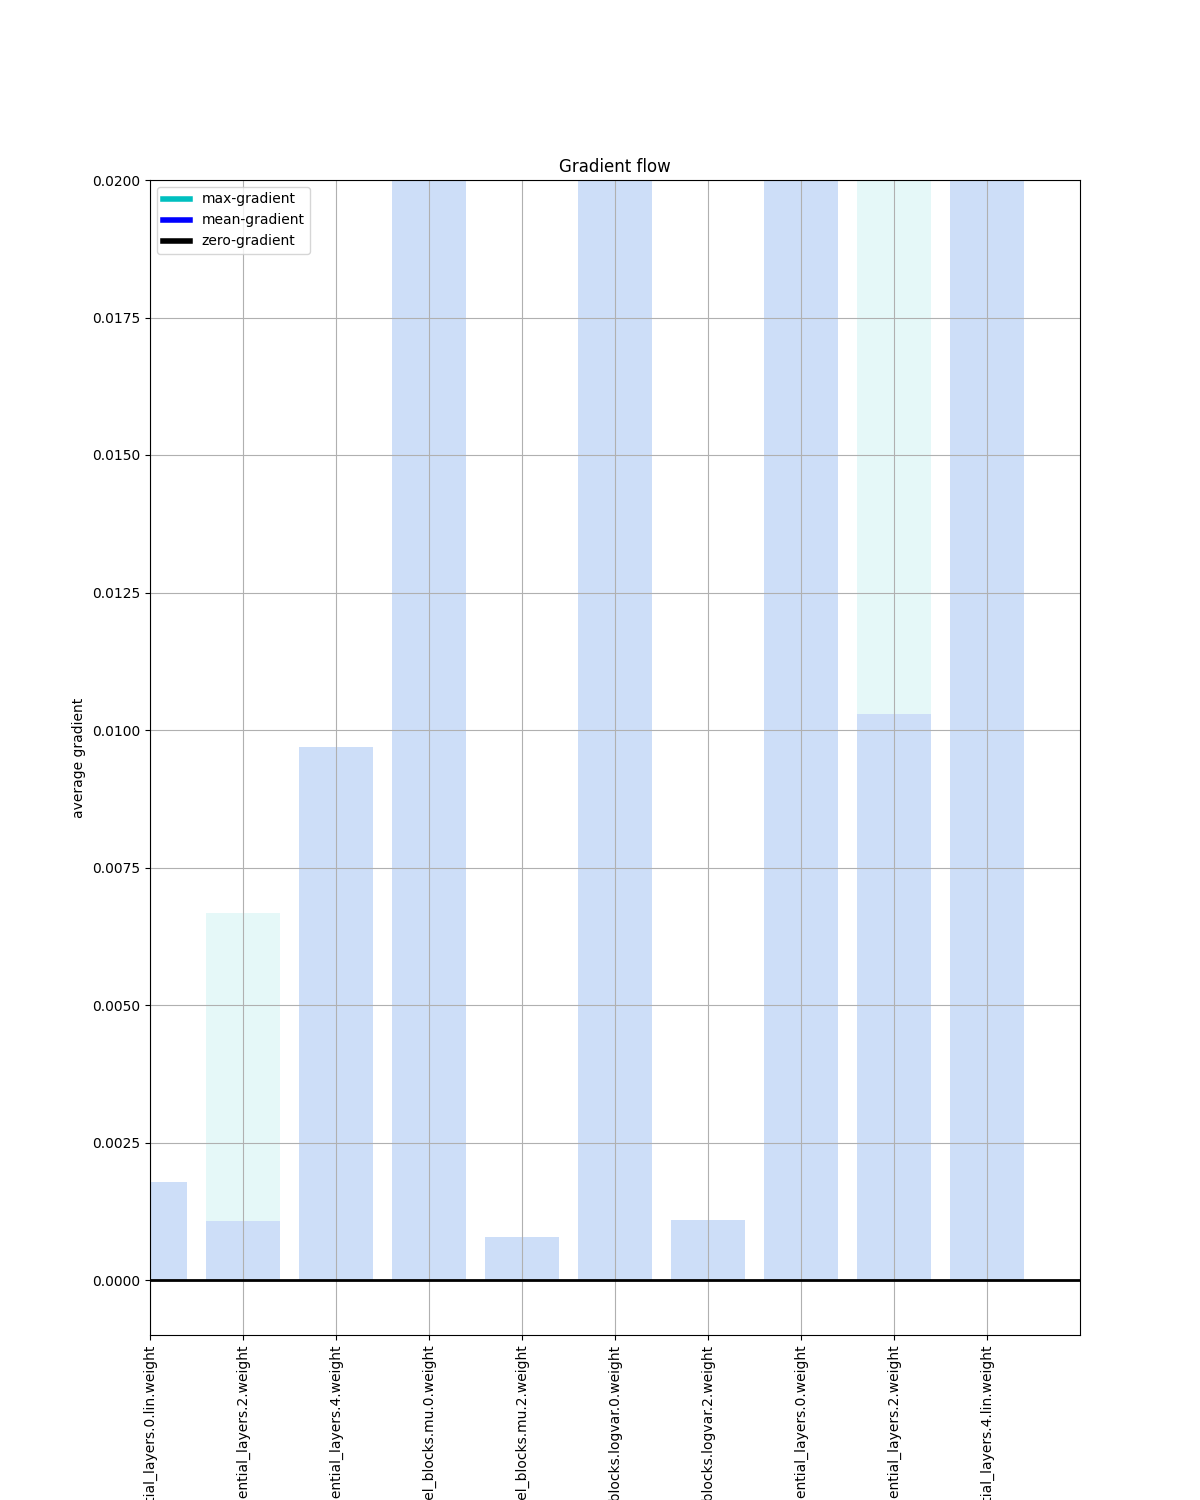 Gradient flow
max-gradient
mean-gradient
zero-gradient
0.0200
0.0175
0.0150
0.0125
0.0100
0.0075
0.0050
0.0025
0.0000
average gradient
tial_layers.0.lin.weight
ential_layers.2.weight
ential_layers.4.weight
el_blocks.mu.0.weight
el_blocks.mu.2.weight
blocks.logvar.0.weight
blocks.logvar.2.weight
ential_layers.0.weight
ential_layers.2.weight
tial_layers.4.lin.weight